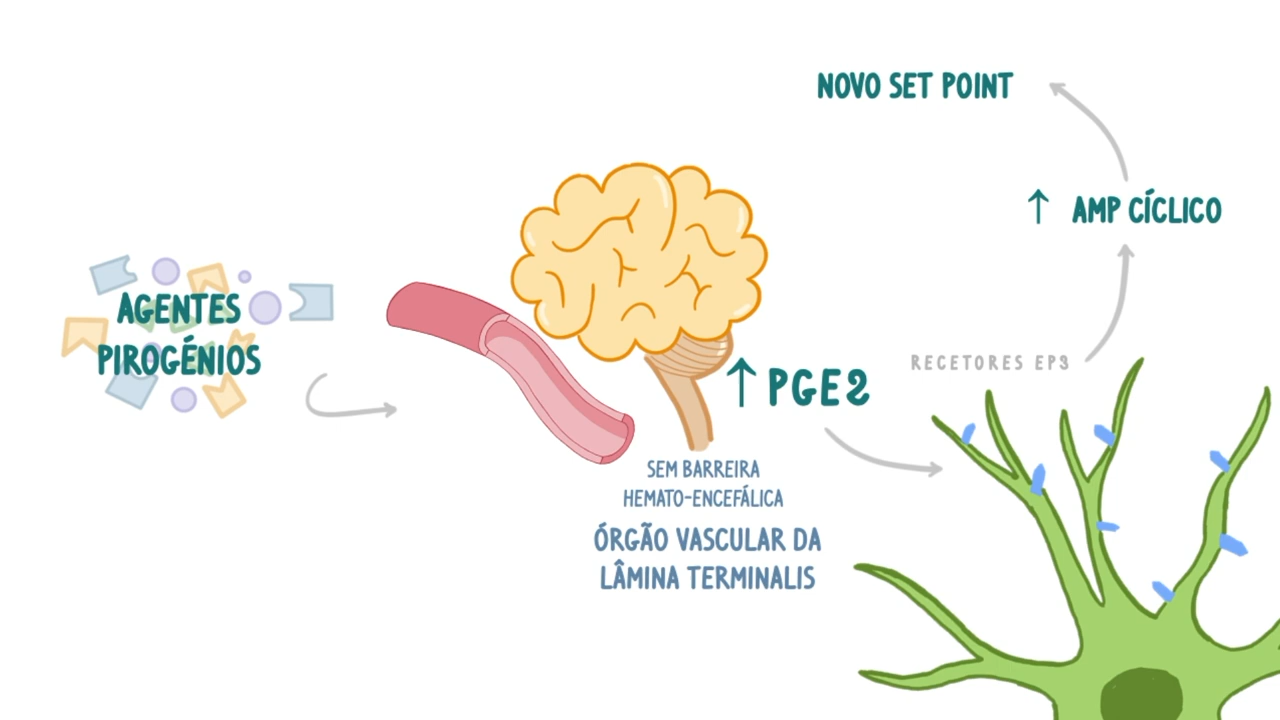 NOVO SET POINT
↑ AMP CÍCLICO
AGENTES
PIROGÉNIOS
RECETORES EP3
↑ PGE2
SEM BARREIRA
HEMATO-ENCEFÁLICA
ÓRGÃO VASCULAR DA
LÂMINA TERMINALIS